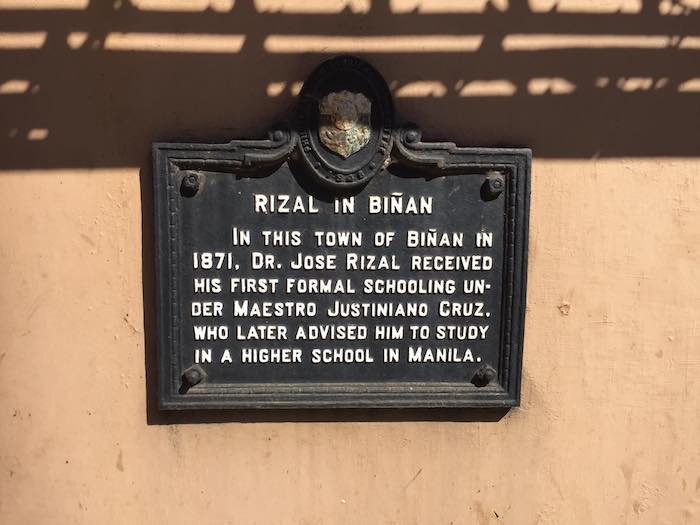 RIZAL IN BIÑAN
IN THIS TOWN OF BIÑAN IN
1871, DR. JOSE RIZAL RECEIVED
HIS FIRST FORMAL SCHOOLING UN-
DER MAESTRO JUSTINIANO CRUZ,
WHO LATER ADVISED HIM TO STUDY
IN A HIGHER SCHOOL IN MANILA.